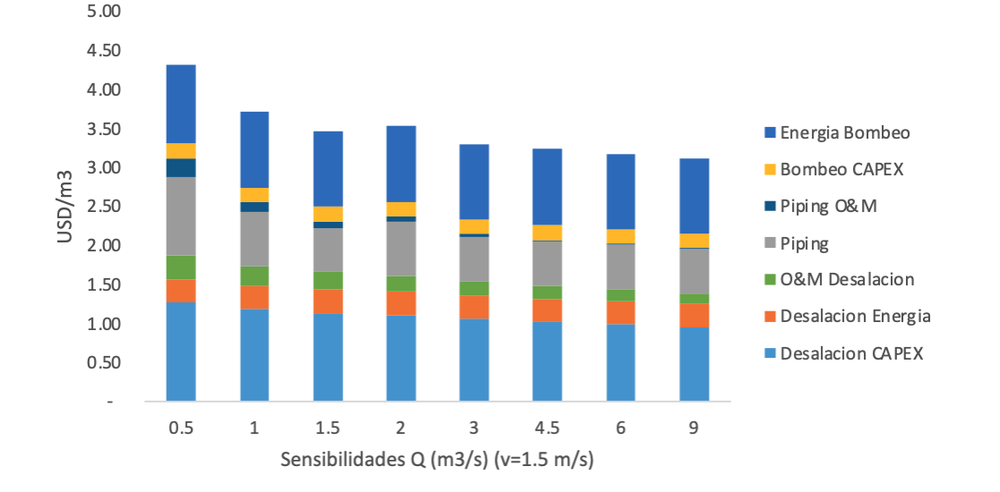 5.00
4.50
4.00
3.50
3.00
2.50
2.00
1.50
1.00
0.50
-
USD/m3
0.5 1 1.5 2 3 4.5 6 9
Sensibilidades Q (m3/s) (v=1.5 m/s)
Energia Bombeo
Bombeo CAPEX
Piping O&M
Piping
O&M Desalacion
Desalacion Energia
Desalacion CAPEX